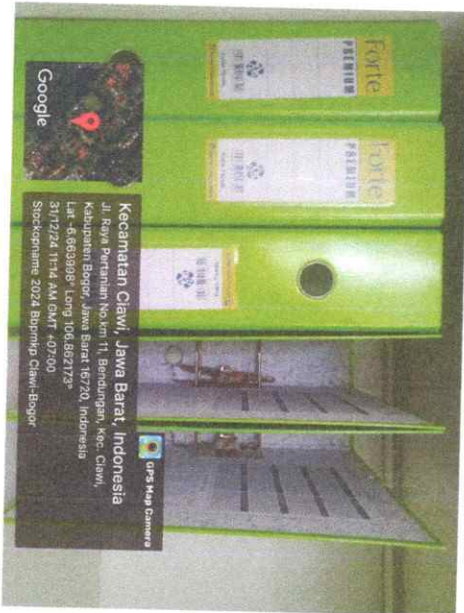 Forte
PREMIUM
Forte
PREMIUM
GPS Map Camera
Google
Kecamatan Ciawi, Jawa Barat, Indonesia
Jl. Raya Pertanian No.km 11, Bendungan, Kec. Ciawi,
Kabupaten Bogor, Jawa Barat 16720, Indonesia
Lat -6.663998° Long 106.862173°
31/12/24 11:14 AM GMT +07:00
Stockopname 2024 Bbpmkp Ciawi-Bogor